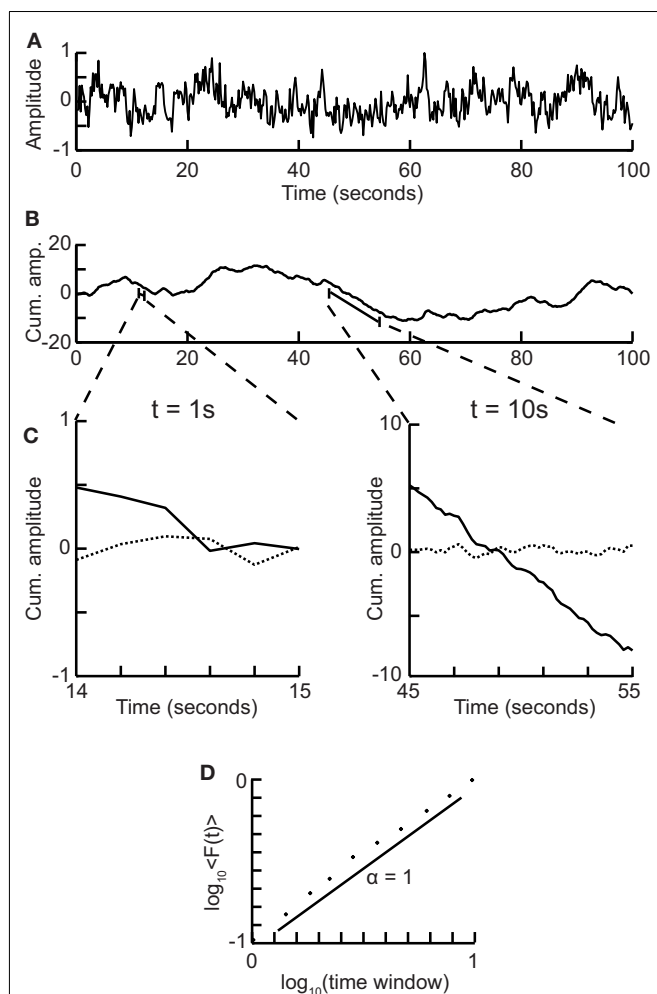 A
Amplitude
1
0
-1
0 20 40 60 80 100
Time (seconds)
B
Cum. amp.
20
0
-20
0 20 40 60 80 100
t = 1s t = 10s
C
Cum. amplitude
1
0
-1
14 15
Time (seconds)
Cum. amplitude
10
0
-10
45 55
Time (seconds)
D
log10<F(t)>
0
-1
α = 1
0 1
log10(time window)